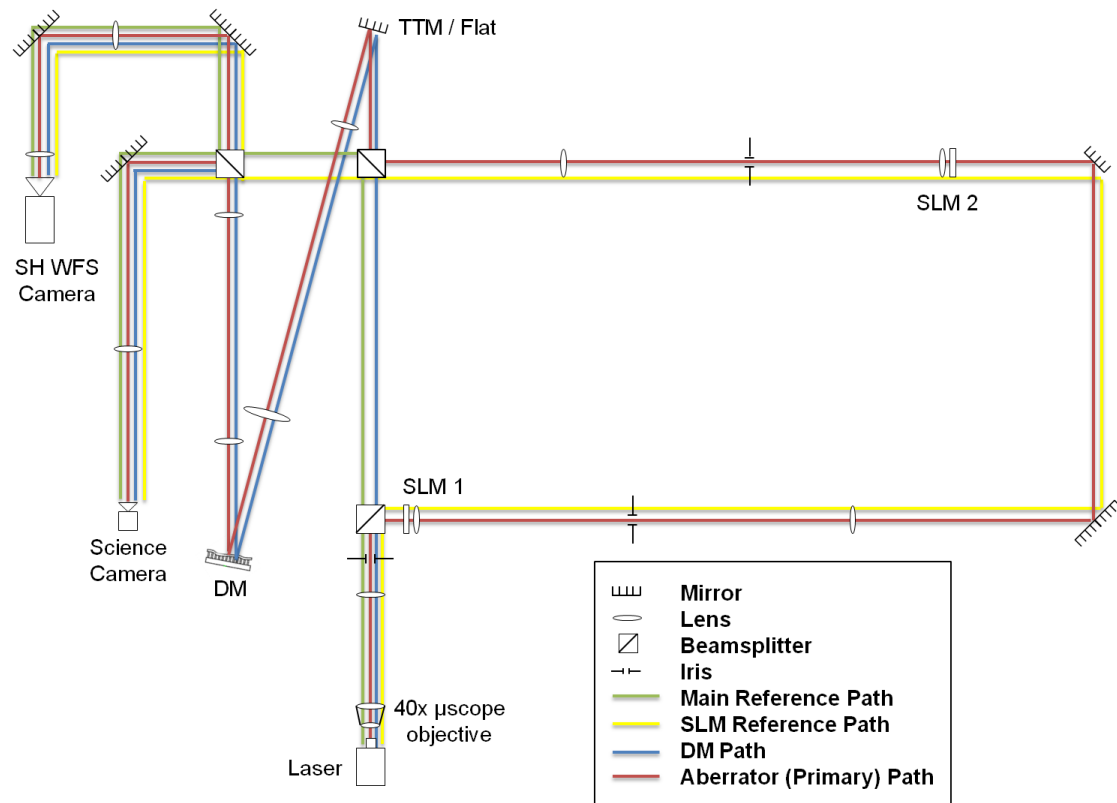 TTM / Flat
SLM 2
SH WFS
Camera
SLM 1
Science
Camera
DM
40x µscope
objective
Laser
Mirror
Lens
Beamsplitter
Iris
Main Reference Path
SLM Reference Path
DM Path
Aberrator (Primary) Path